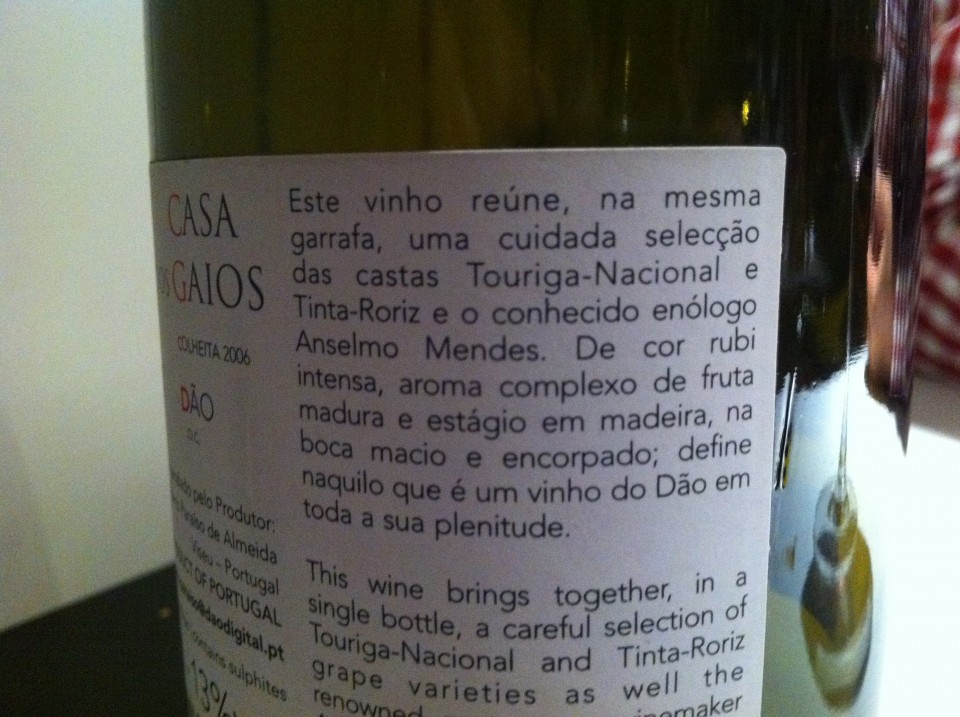 CASA
GAIOS
COLHEITA 2006
DÃO
pelo Produtor:
de Almeida
Viseu - Portugal
OF PORTUGAL
sulphites
13%
Este vinho reúne, na mesma
garrafa, uma cuidada selecção
das castas Touriga-Nacional e
Tinta-Roriz e o conhecido enólogo
Anselmo Mendes. De cor rubi
intensa, aroma complexo de fruta
madura e estágio em madeira, na
boca macio e encorpado; define
naquilo que é um vinho do Dão em
toda a sua plenitude.
This wine brings together, in a
single bottle, a careful selection of
Touriga-Nacional and Tinta-Roriz
grape varieties as well the
renowned